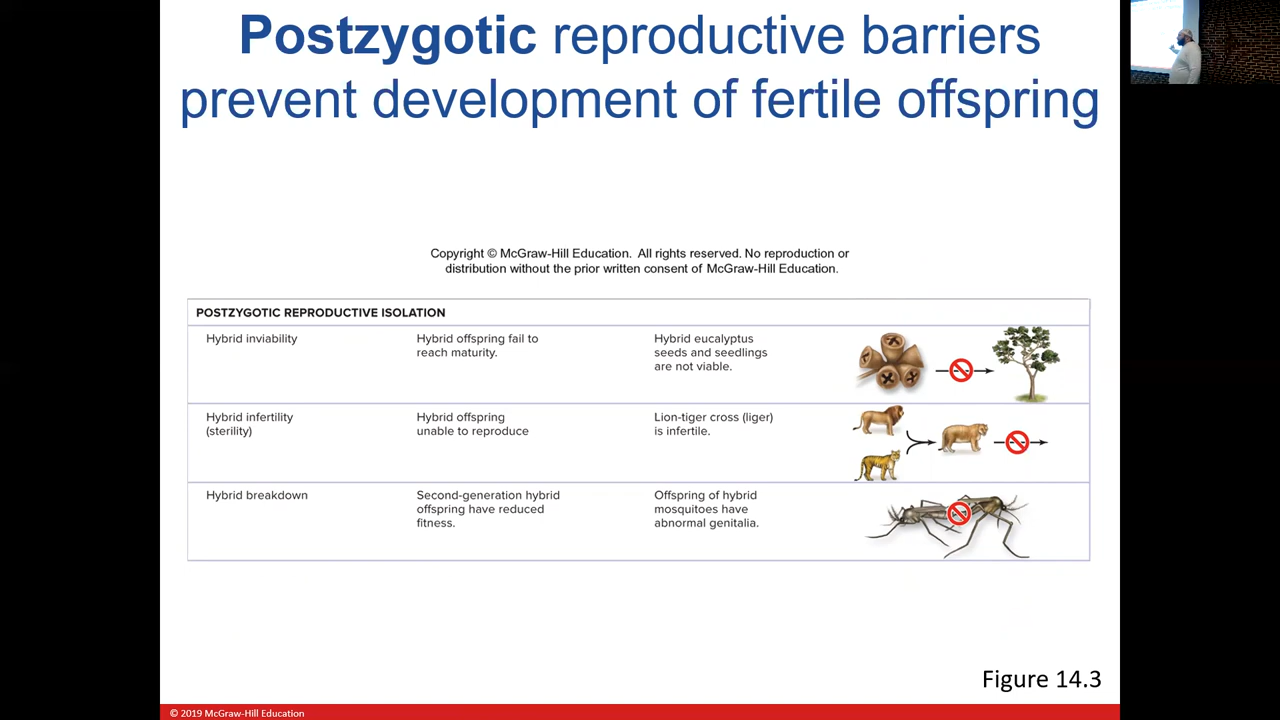 Postzygotic reproductive barriers
prevent development of fertile offspring
Copyright © McGraw-Hill Education. All rights reserved. No reproduction or
distribution without the prior written consent of McGraw-Hill Education.
POSTZYGOTIC REPRODUCTIVE ISOLATION
Hybrid inviability
Hybrid offspring fail to
reach maturity.
Hybrid eucalyptus
seeds and seedlings
are not viable.
Hybrid infertility
(sterility)
Hybrid offspring
unable to reproduce
Lion-tiger cross (liger)
is infertile.
Hybrid breakdown
Second-generation hybrid
offspring have reduced
fitness.
Offspring of hybrid
mosquitoes have
abnormal genitalia.
Figure 14.3
© 2019 McGraw-Hill Education